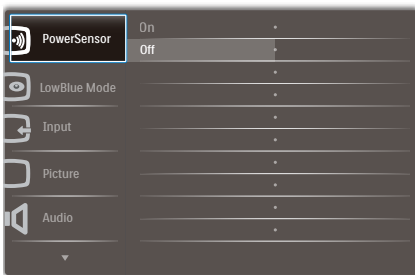 PowerSensor
On
Off
LowBlue Mode
Input
Picture
Audio